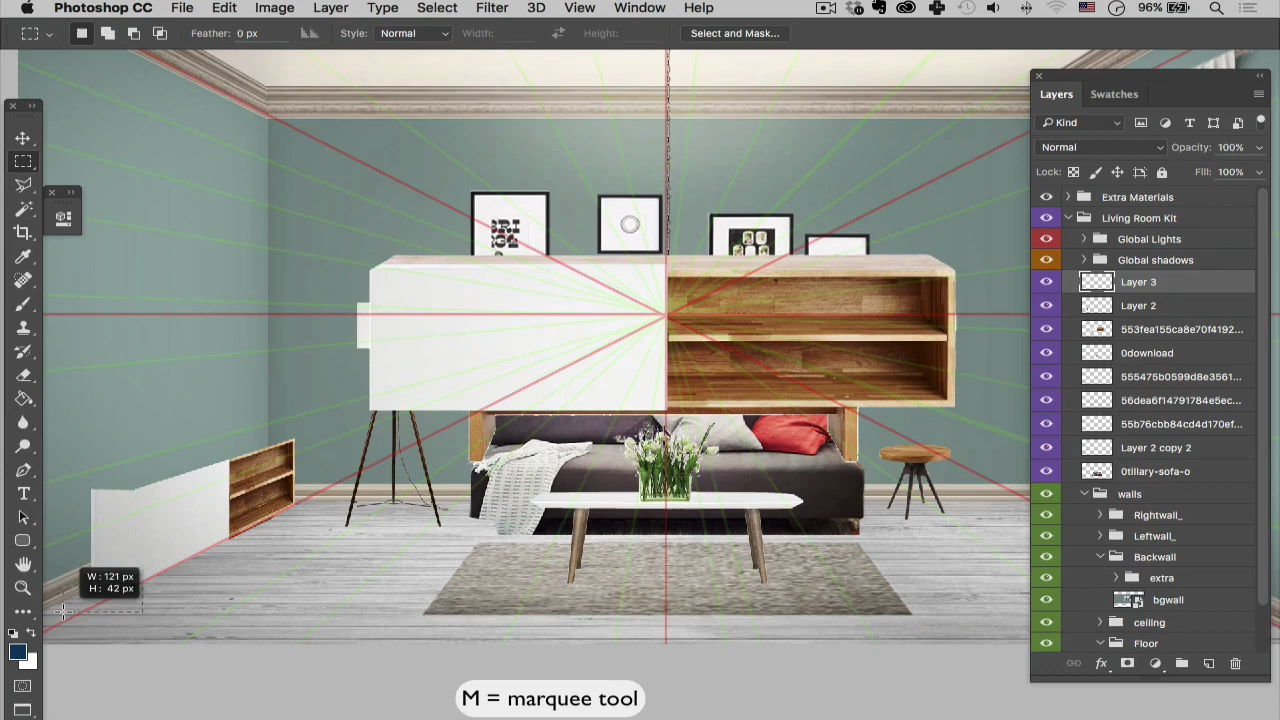 Photoshop CC File Edit Image Layer Type Select Filter 3D View Window Help 96%
Feather: 0 px Style: Normal Width: Height: Select and Mask...
Layers Swatches
Kind
Normal Opacity: 100%
Lock: Fill: 100%
Extra Materials
Living Room Kit
Global Lights
Global shadows
Layer 3
Layer 2
553fea155ca8e70f4192...
0download
555475b0599d8e3561...
56dea6f14791784e5ec...
55b76cbb84cd4d170ef...
Layer 2 copy 2
0tillary-sofa-o
walls
Rightwall_
Leftwall_
Backwall
extra
bgwall
ceiling
Floor
W: 121 px
H: 42 px
M = marquee tool